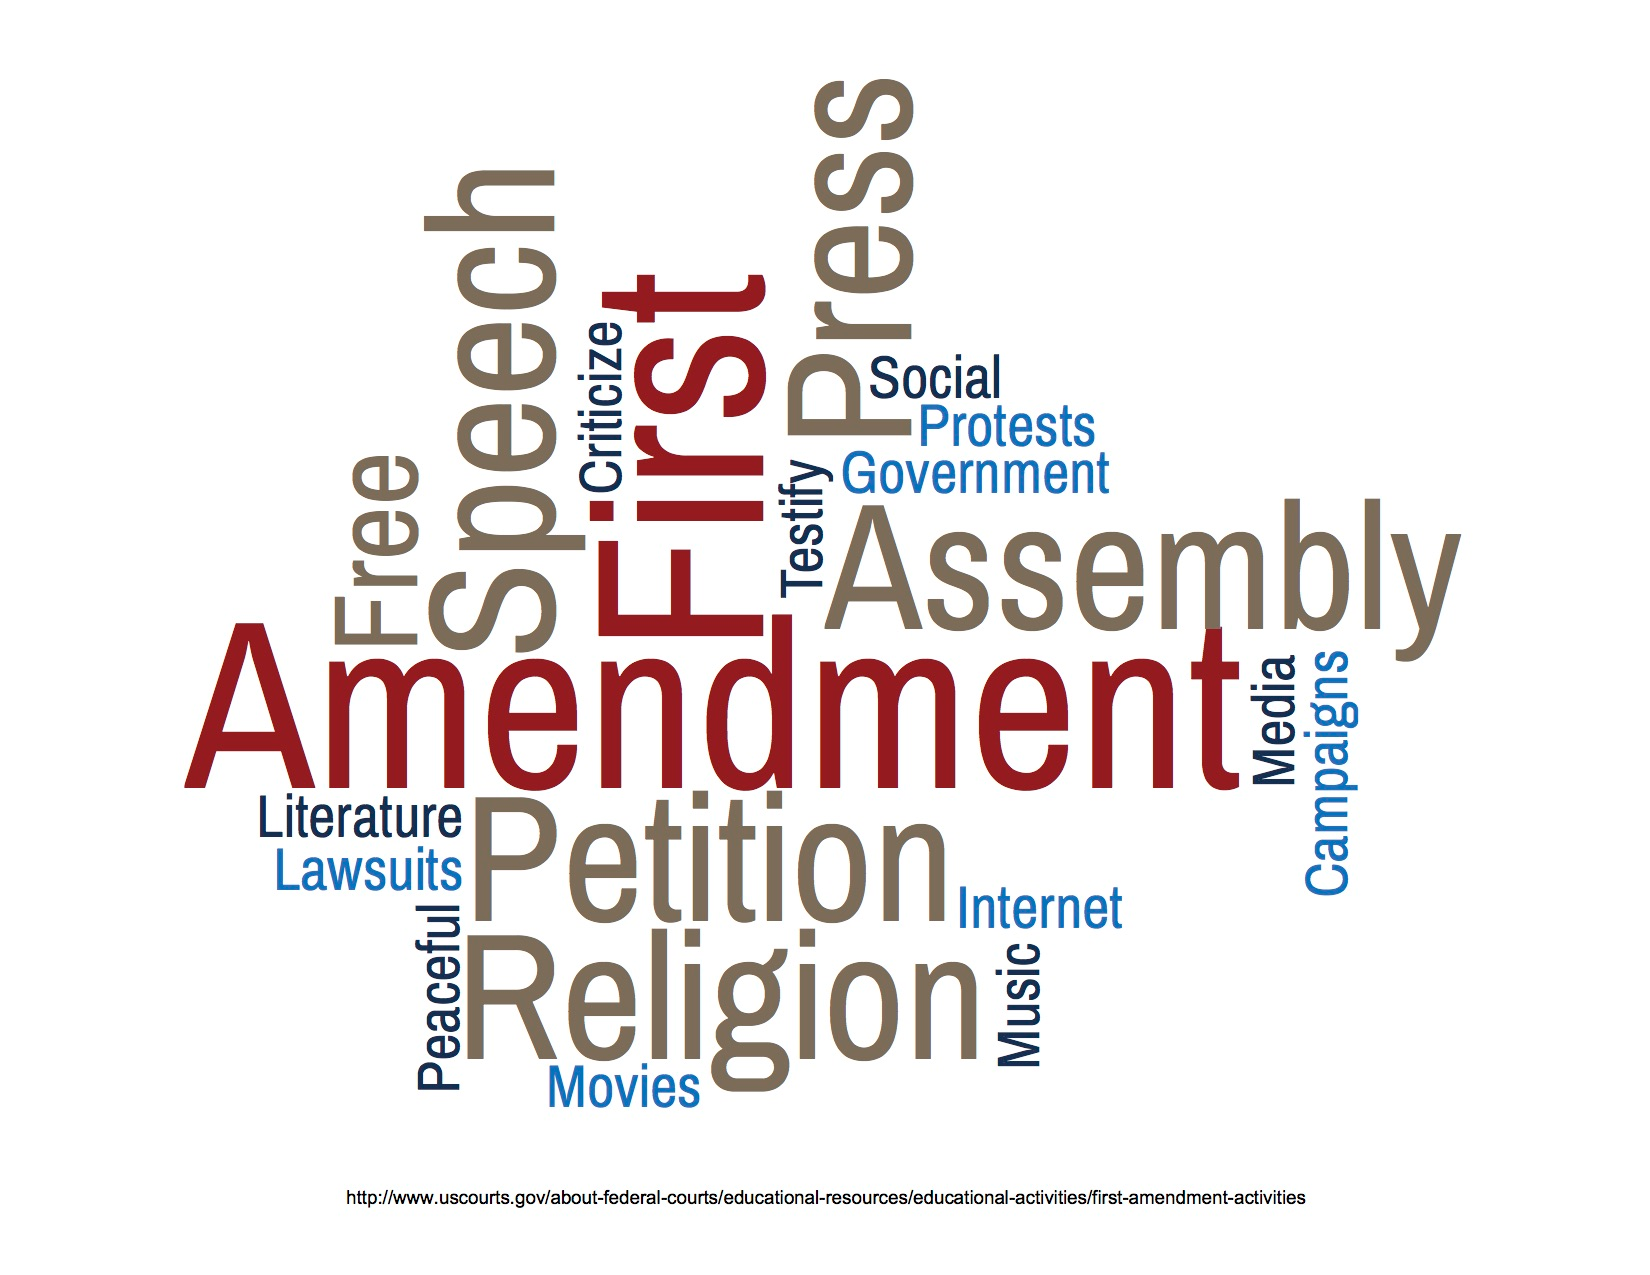 Press
Speech
First
Criticize
Social
Protests
Government
Free
Testify
Assembly
Amendment
Media
Campaigns
Literature
Petition
Lawsuits
Internet
Peaceful
Religion
Music
Movies
http://www.uscourts.gov/about-federal-courts/educational-resources/educational-activities/first-amendment-activities